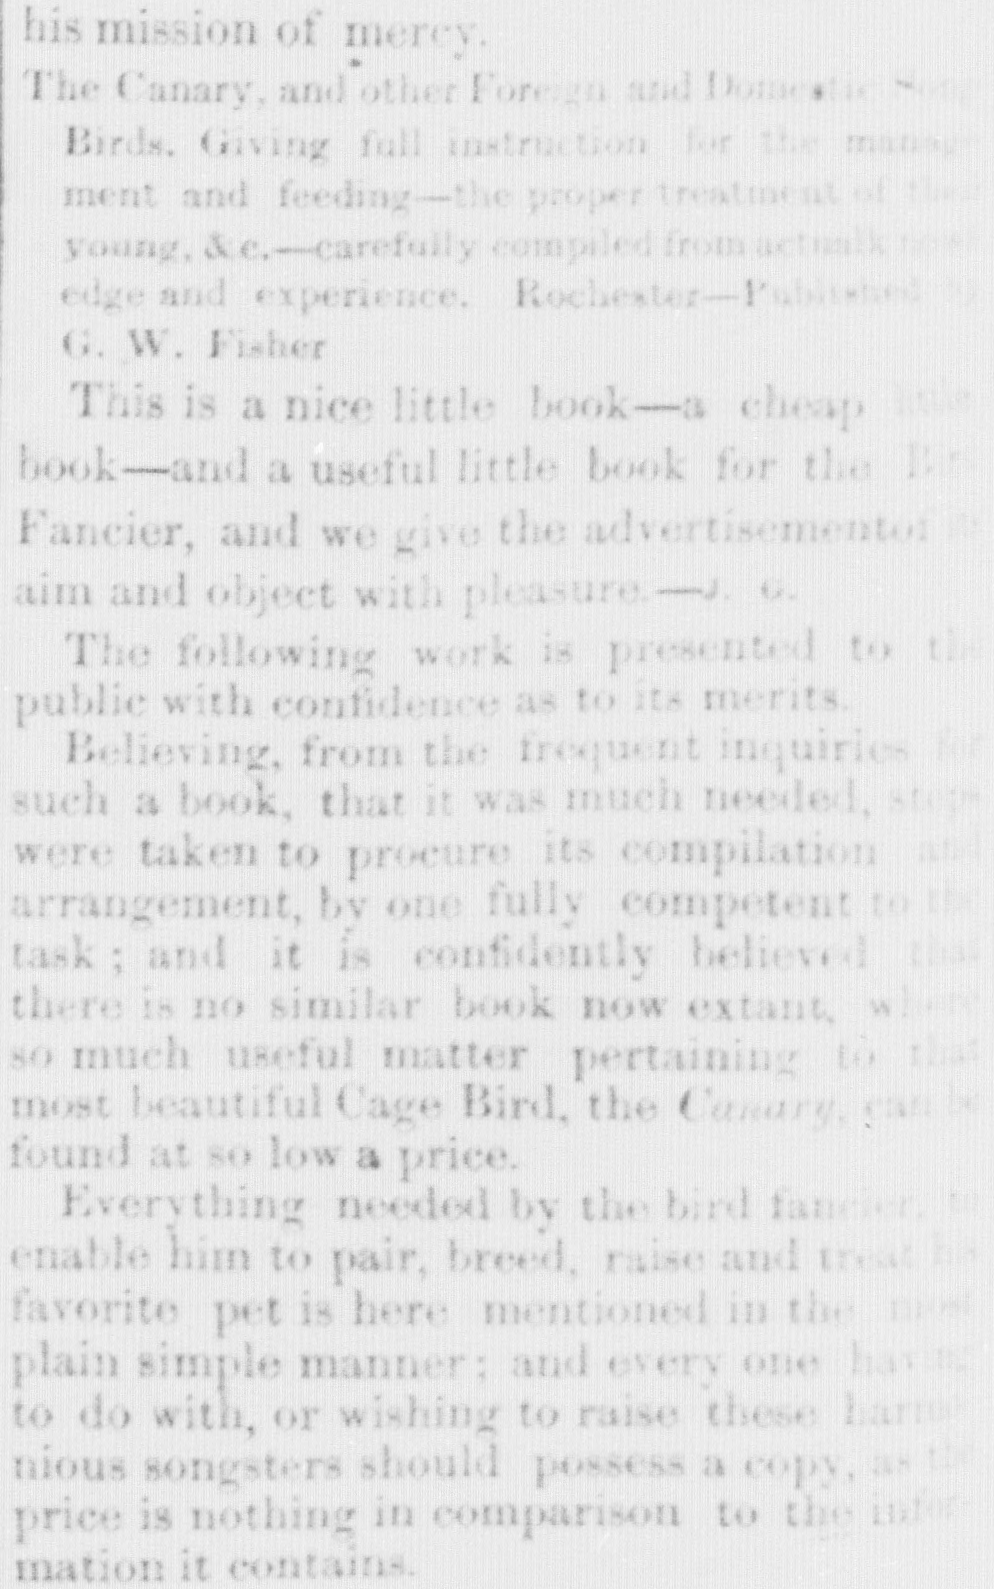 his mission of mercy.
The Canary, and other Foreign and Domestic Song
Birds. Giving full instruction for the manage-
ment and feeding—the proper treatment of their
young, &c.—carefully compiled from actualk nowl
edge and experience. Rochester—Published by
G. W. Fisher
This is a nice little book—a cheap little
book—and a useful little book for the Bird
Fancier, and we give the advertisementof its
aim and object with pleasure.—J. G.
The following work is presented to the
public with confidence as to its merits.
Believing, from the frequent inquiries for
such a book, that it was much needed, steps
were taken to procure its compilation and
arrangement, by one fully competent to the
task; and it is confidently believed that
there is no similar book now extant, where
so much useful matter pertaining to that
most beautiful Cage Bird, the Canary, can be
found at so low a price.
Everything needed by the bird fancier, to
enable him to pair, breed, raise and treat his
favorite pet is here mentioned in the most
plain simple manner; and every one having
to do with, or wishing to raise these harmo-
nious songsters should possess a copy, as the
price is nothing in comparison to the infor-
mation it contains.